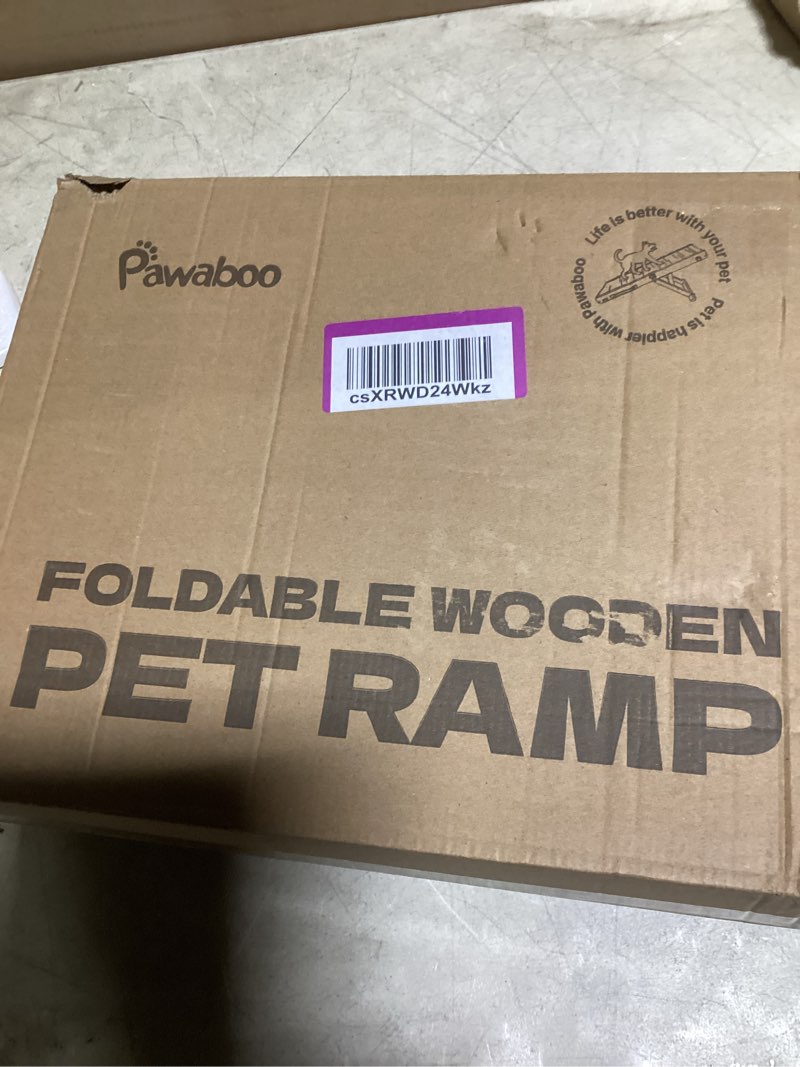 Pawaboo
Life is better with your pet
Pet is happier with Pawaboo
csXRWD24Wkz
FOLDABLE WOODEN
PET RAMP